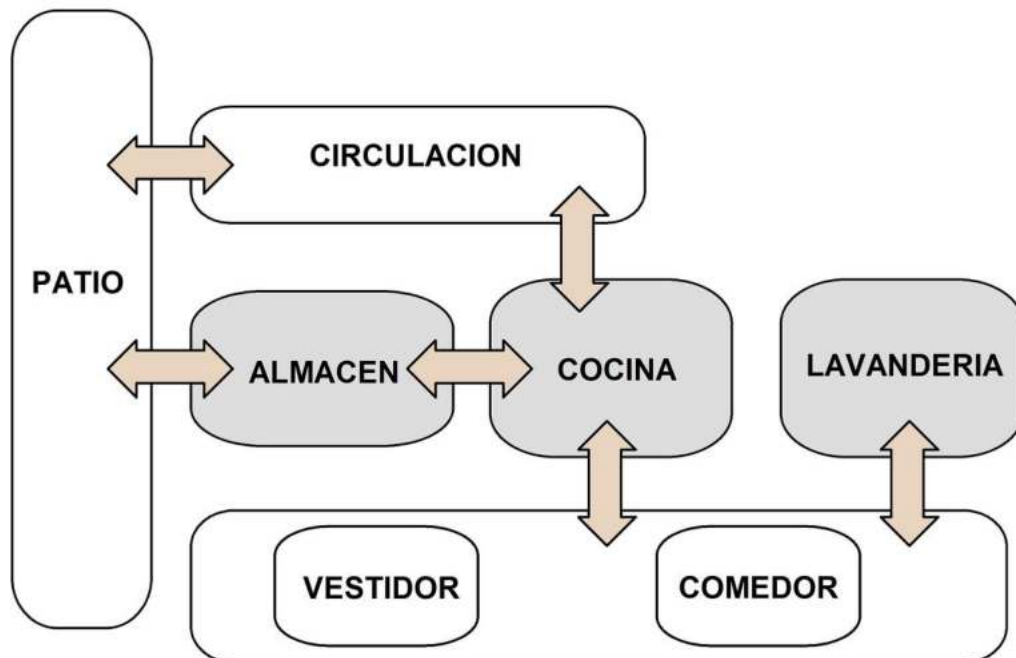 CIRCULACION
PATIO
ALMACEN
COCINA
LAVANDERIA
VESTIDOR
COMEDOR